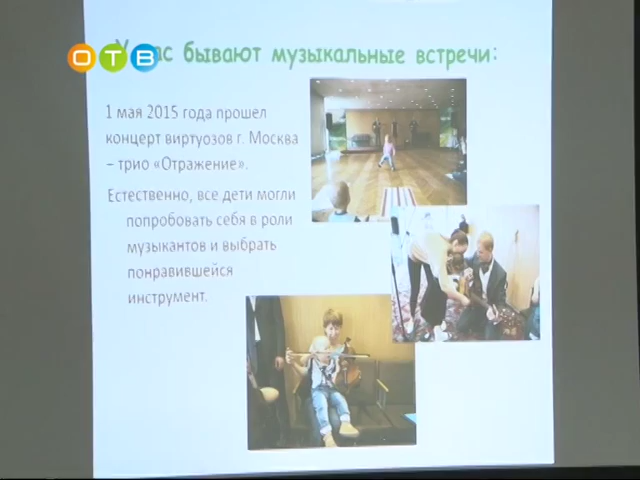 ОТВ
У нас бывают музыкальные встречи:
1 мая 2015 года прошел
концерт виртуозов г. Москва
– трио «Отражение».
Естественно, все дети могли
попробовать себя в роли
музыкантов и выбрать
понравившейся
инструмент.